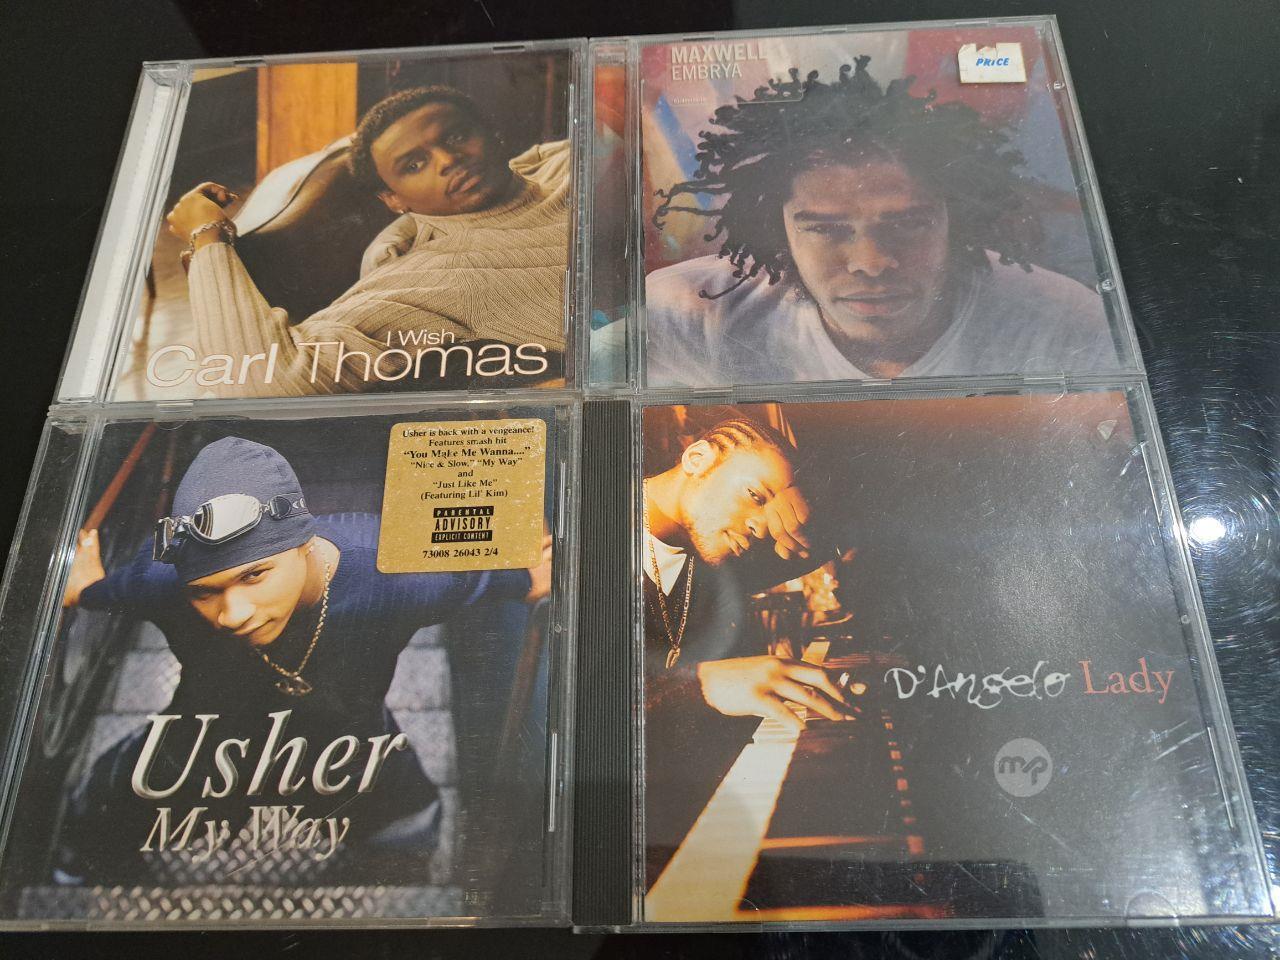 I Wish
Carl Thomas
MAXWELL
EMBRYA
PRICE
Usher is back with a vengeance!
Features smash hit
"You Make Me Wanna...."
"Nice & Slow," "My Way"
and
"Just Like Me"
(Featuring Lil' Kim)
PARENTAL
ADVISORY
EXPLICIT CONTENT
73008 26043 2/4
Usher
My Way
D'Angelo Lady
mp